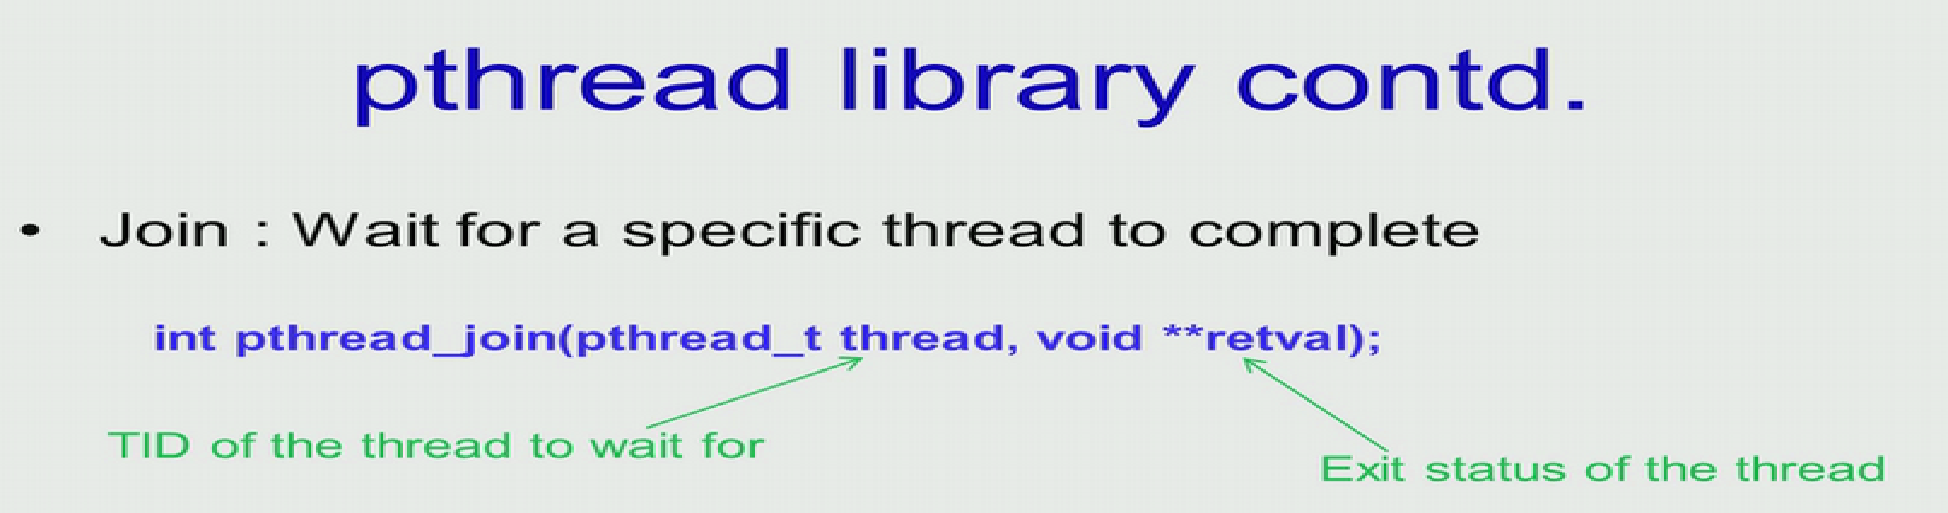 pthread library contd.
• Join : Wait for a specific thread to complete
int pthread_join(pthread_t thread, void **retval);
TID of the thread to wait for
Exit status of the thread